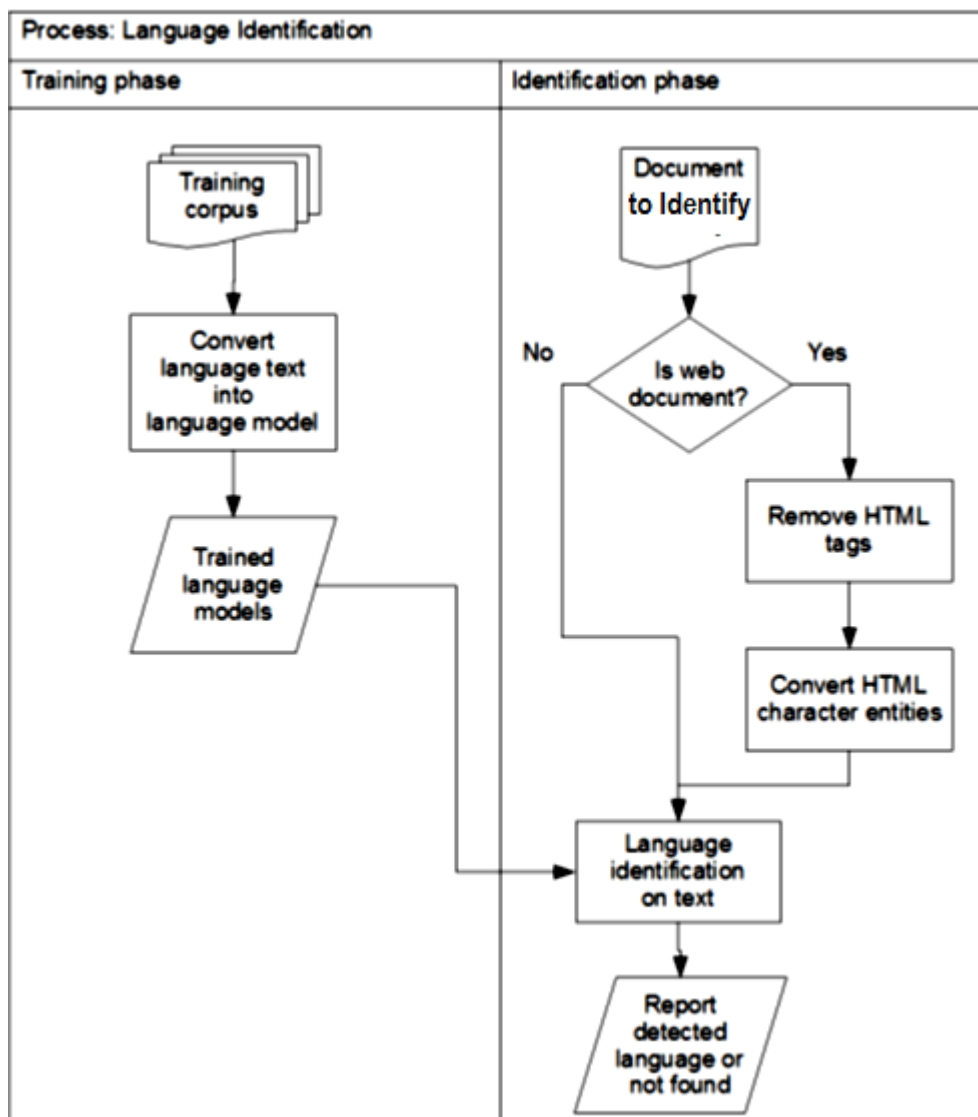 Process: Language Identification
Training phase
Identification phase
Training
corpus
Convert
language text
into
language model
Trained
language
models
Document
to Identify
Is web
document?
No
Yes
Remove HTML
tags
Convert HTML
character entities
Language
identification
on text
Report
detected
language or
not found